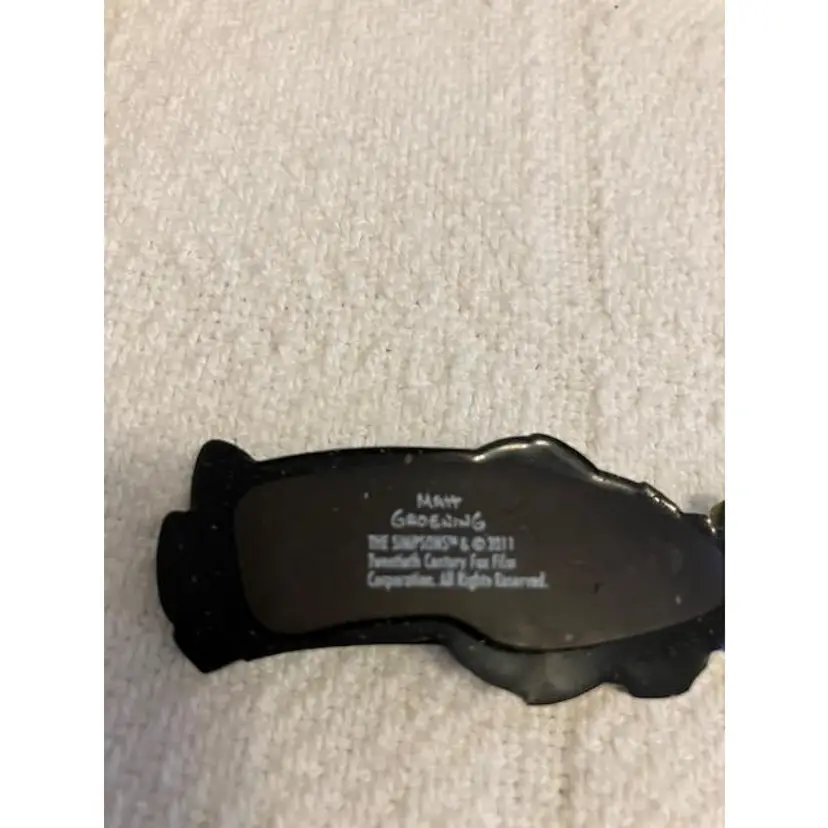 MATT
GROENING
THE SIMPSONS™ & © 2011
Twentieth Century Fox Film
Corporation. All Rights Reserved.